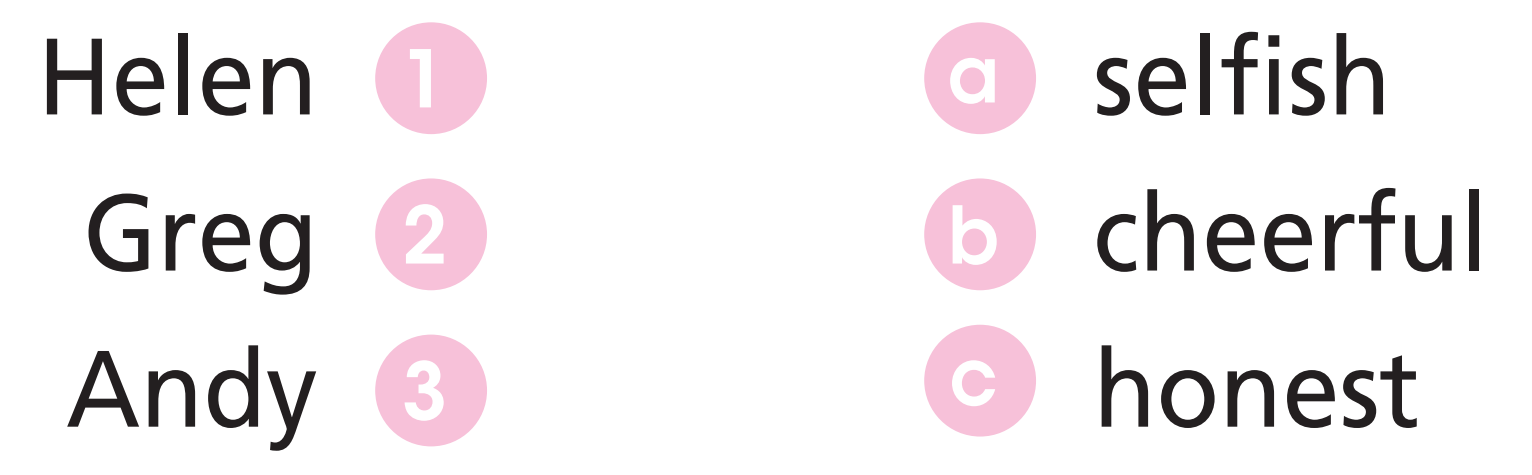 Helen 1 a selfish
Greg 2 b cheerful
Andy 3 c honest